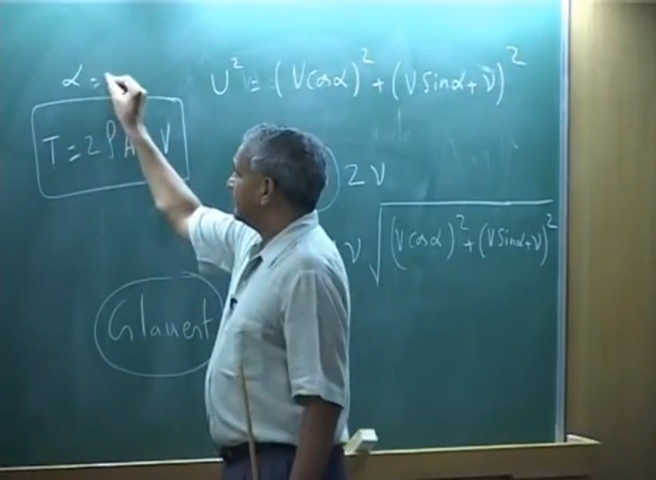 α =
U² = (V cos α)² + (V sin α + ν)²
T = 2 ρ A V
2 ν
ν √((V cos α)² + (V sin α + ν)²)
Glauert